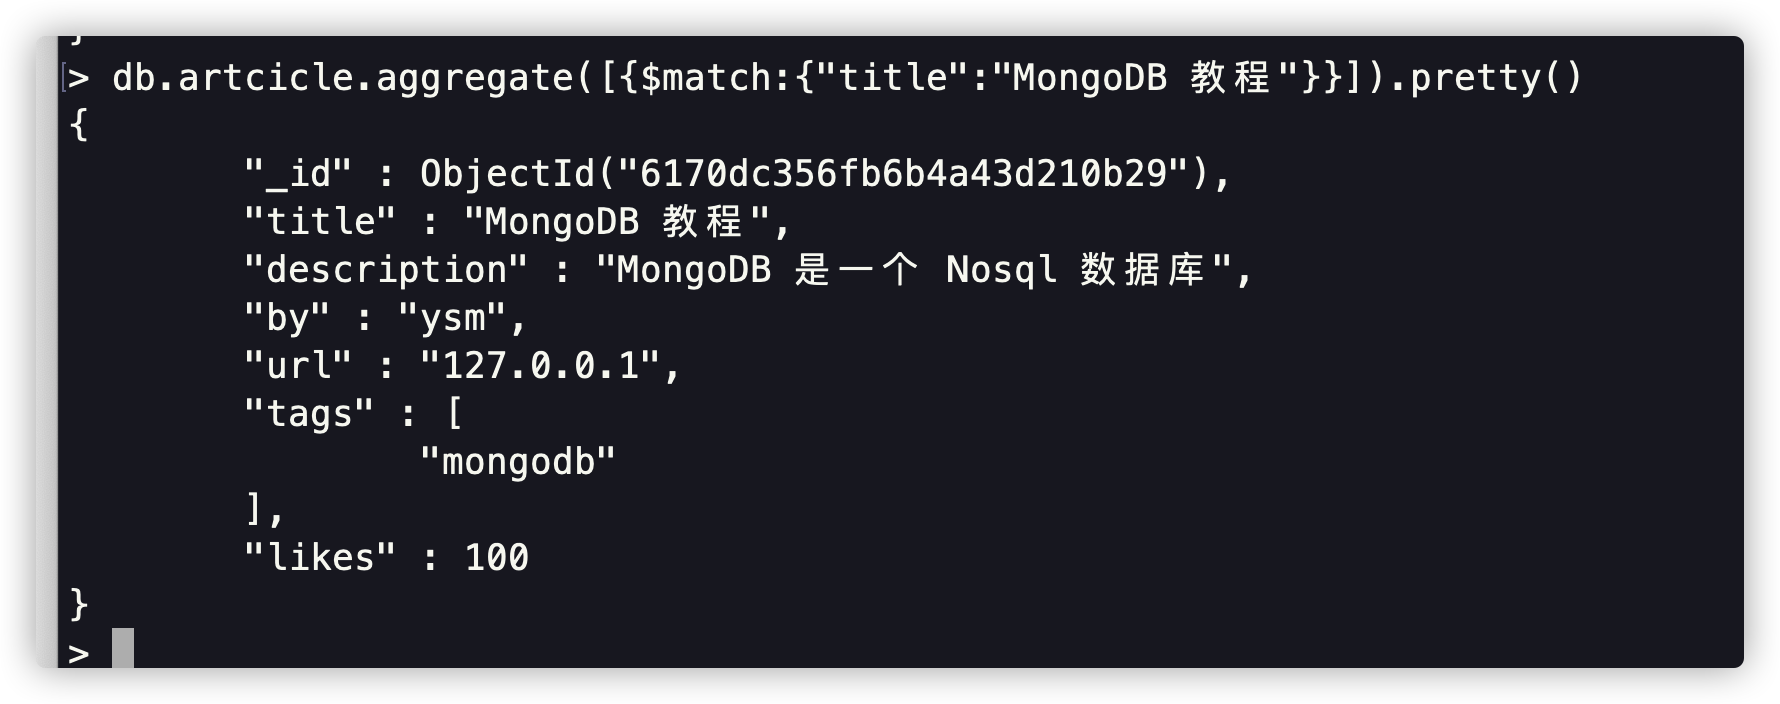 }
> db.artcicle.aggregate([{$match:{"title":"MongoDB 教程"}}]).pretty()
{
"_id" : ObjectId("6170dc356fb6b4a43d210b29"),
"title" : "MongoDB 教程",
"description" : "MongoDB 是一个 Nosql 数据库",
"by" : "ysm",
"url" : "127.0.0.1",
"tags" : [
"mongodb"
],
"likes" : 100
}
>